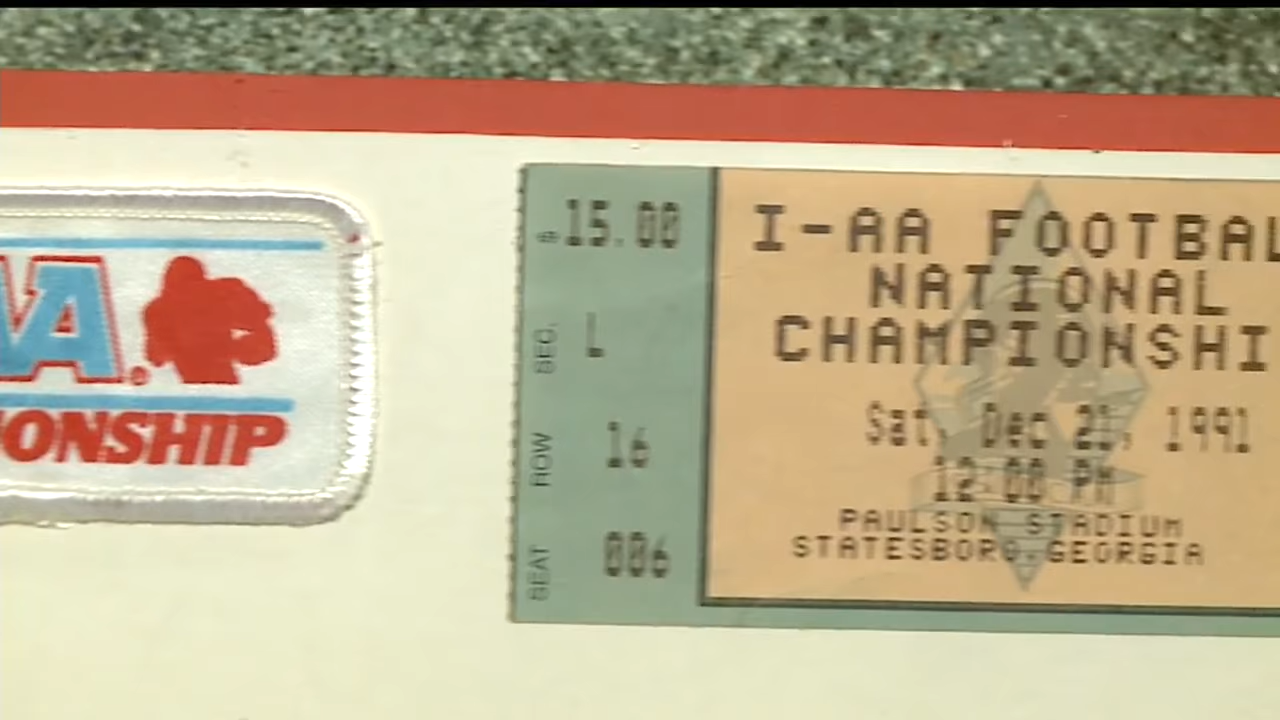 AA.
ONSHIP
$15.00
SEC. L
ROW 16
SEAT 006
I-AA FOOTBAL
NATIONAL
CHAMPIONSHI
Sat, Dec 21, 1991
12:00 PM
PAULSON STADIUM
STATESBORO, GEORGIA